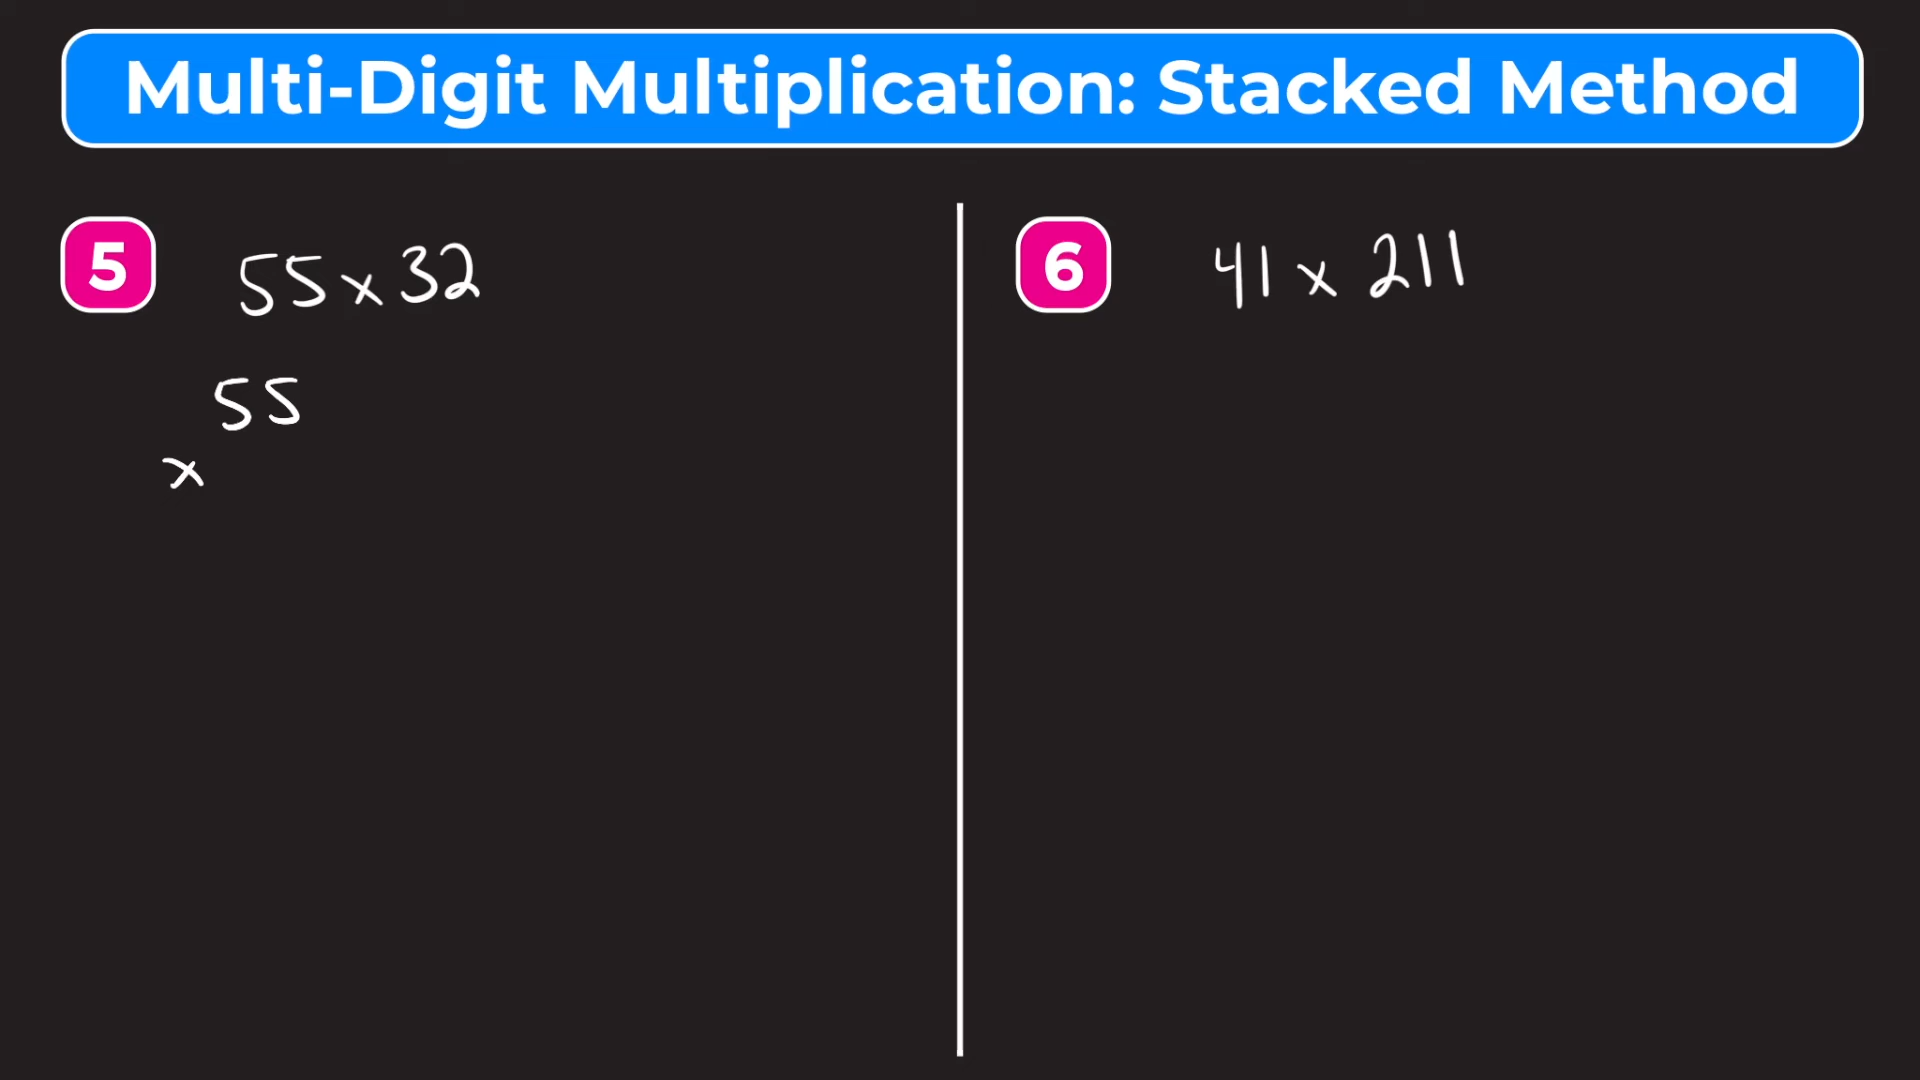 Multi-Digit Multiplication: Stacked Method
5
55 x 32
55
x
6
41 x 211